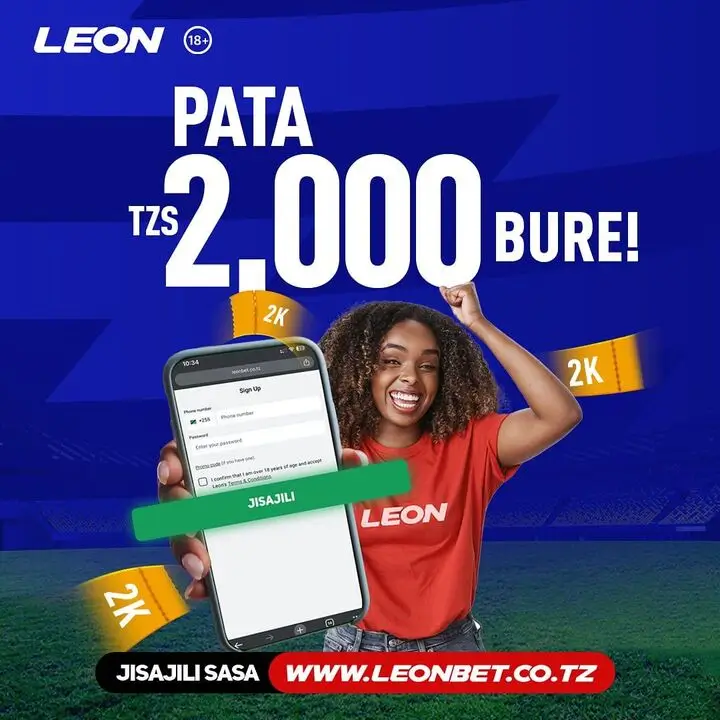 LEON 18+
PATA
TZS 2.000 BURE!
2K
2K
10:34
leonbet.co.tz
Sign Up
Phone number
+255 Phone number
Password
Enter your password
Promo code (if you have one)
I confirm that I am over 18 years of age and accept
Leon's Terms & Conditions.
JISAJILI
LEON
2K
JISAJILI SASA WWW.LEONBET.CO.TZ